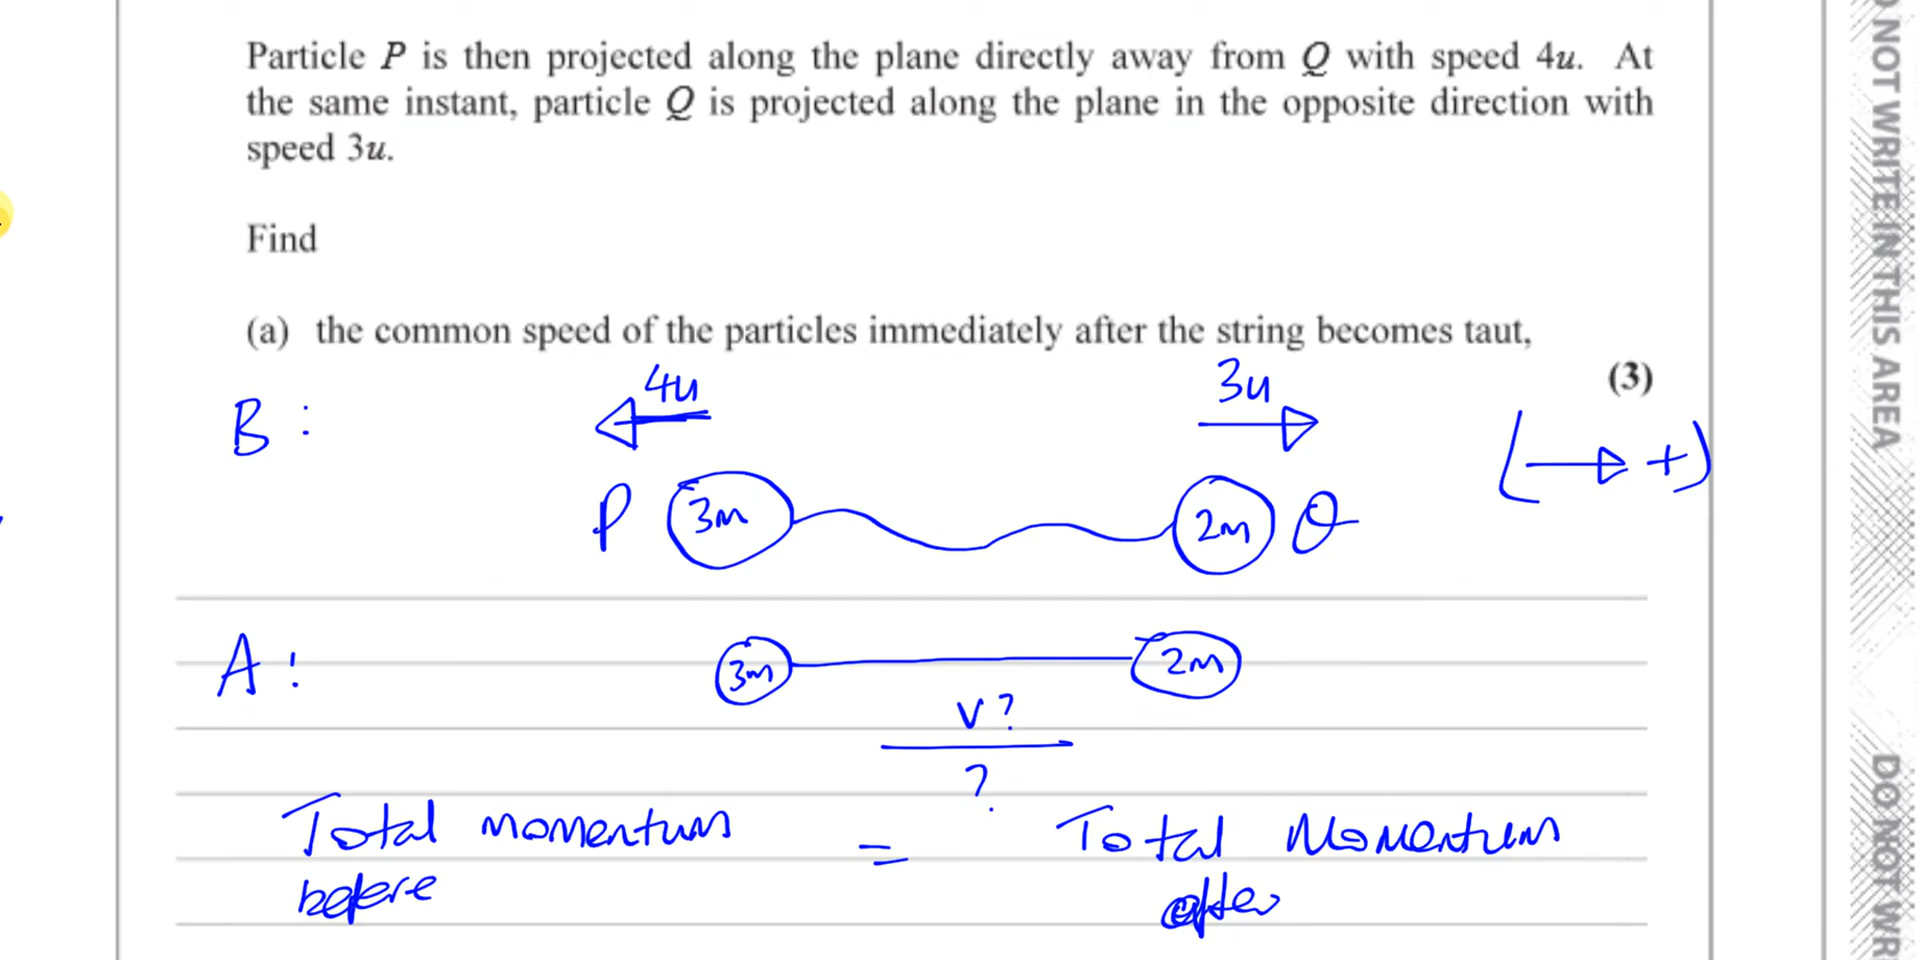 Particle P is then projected along the plane directly away from Q with speed 4u. At
the same instant, particle Q is projected along the plane in the opposite direction with
speed 3u.
Find
(a) the common speed of the particles immediately after the string becomes taut,
(3)
B :
4u
3u
(→ +)
P
3m
2m
Q
A :
3m
2m
v ?
?
Total momentum = Total Momentum
before
after
NOT WRITE IN THIS AREA
DO NOT WR